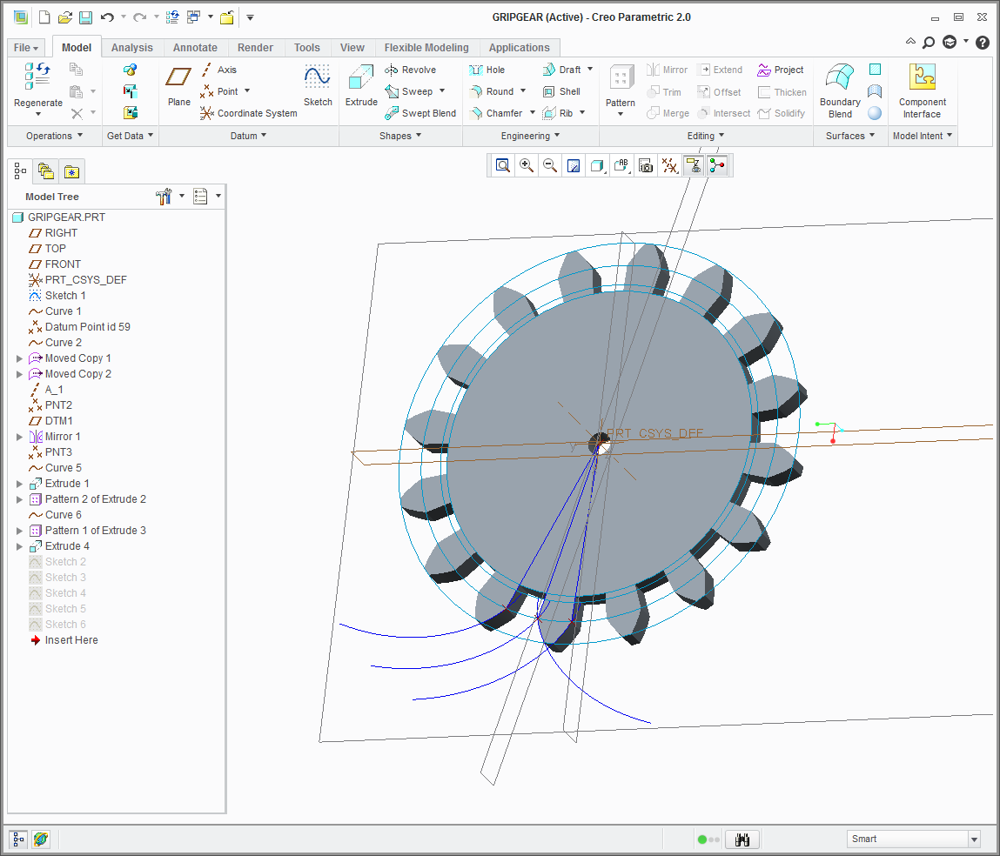 GRIPGEAR (Active) - Creo Parametric 2.0
File Model Analysis Annotate Render Tools View Flexible Modeling Applications
Regenerate
Operations
Get Data
Plane
Axis
Point
Coordinate System
Sketch
Datum
Extrude
Revolve
Sweep
Swept Blend
Shapes
Hole
Round
Chamfer
Draft
Shell
Rib
Engineering
Pattern
Mirror
Trim
Merge
Extend
Offset
Intersect
Project
Thicken
Solidify
Editing
Boundary
Blend
Surfaces
Component
Interface
Model Intent
Model Tree
GRIPGEAR.PRT
RIGHT
TOP
FRONT
PRT_CSYS_DEF
Sketch 1
Curve 1
Datum Point id 59
Curve 2
Moved Copy 1
Moved Copy 2
A_1
PNT2
DTM1
Mirror 1
PNT3
Curve 5
Extrude 1
Pattern 2 of Extrude 2
Curve 6
Pattern 1 of Extrude 3
Extrude 4
Sketch 2
Sketch 3
Sketch 4
Sketch 5
Sketch 6
Insert Here
PRT_CSYS_DEF
Smart